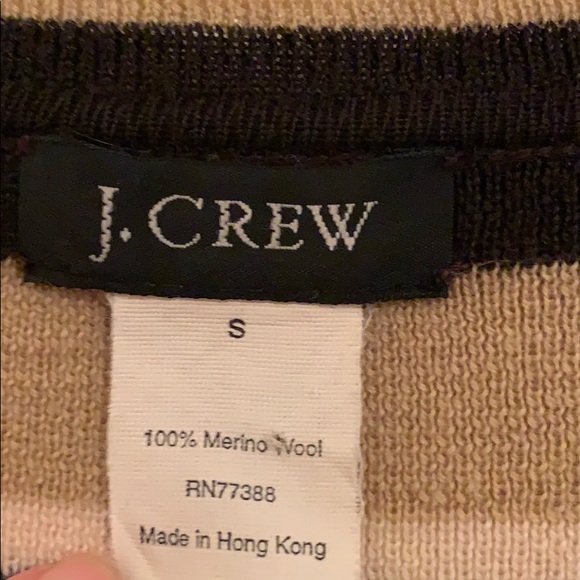 J. CREW
S
100% Merino Wool
RN77388
Made in Hong Kong